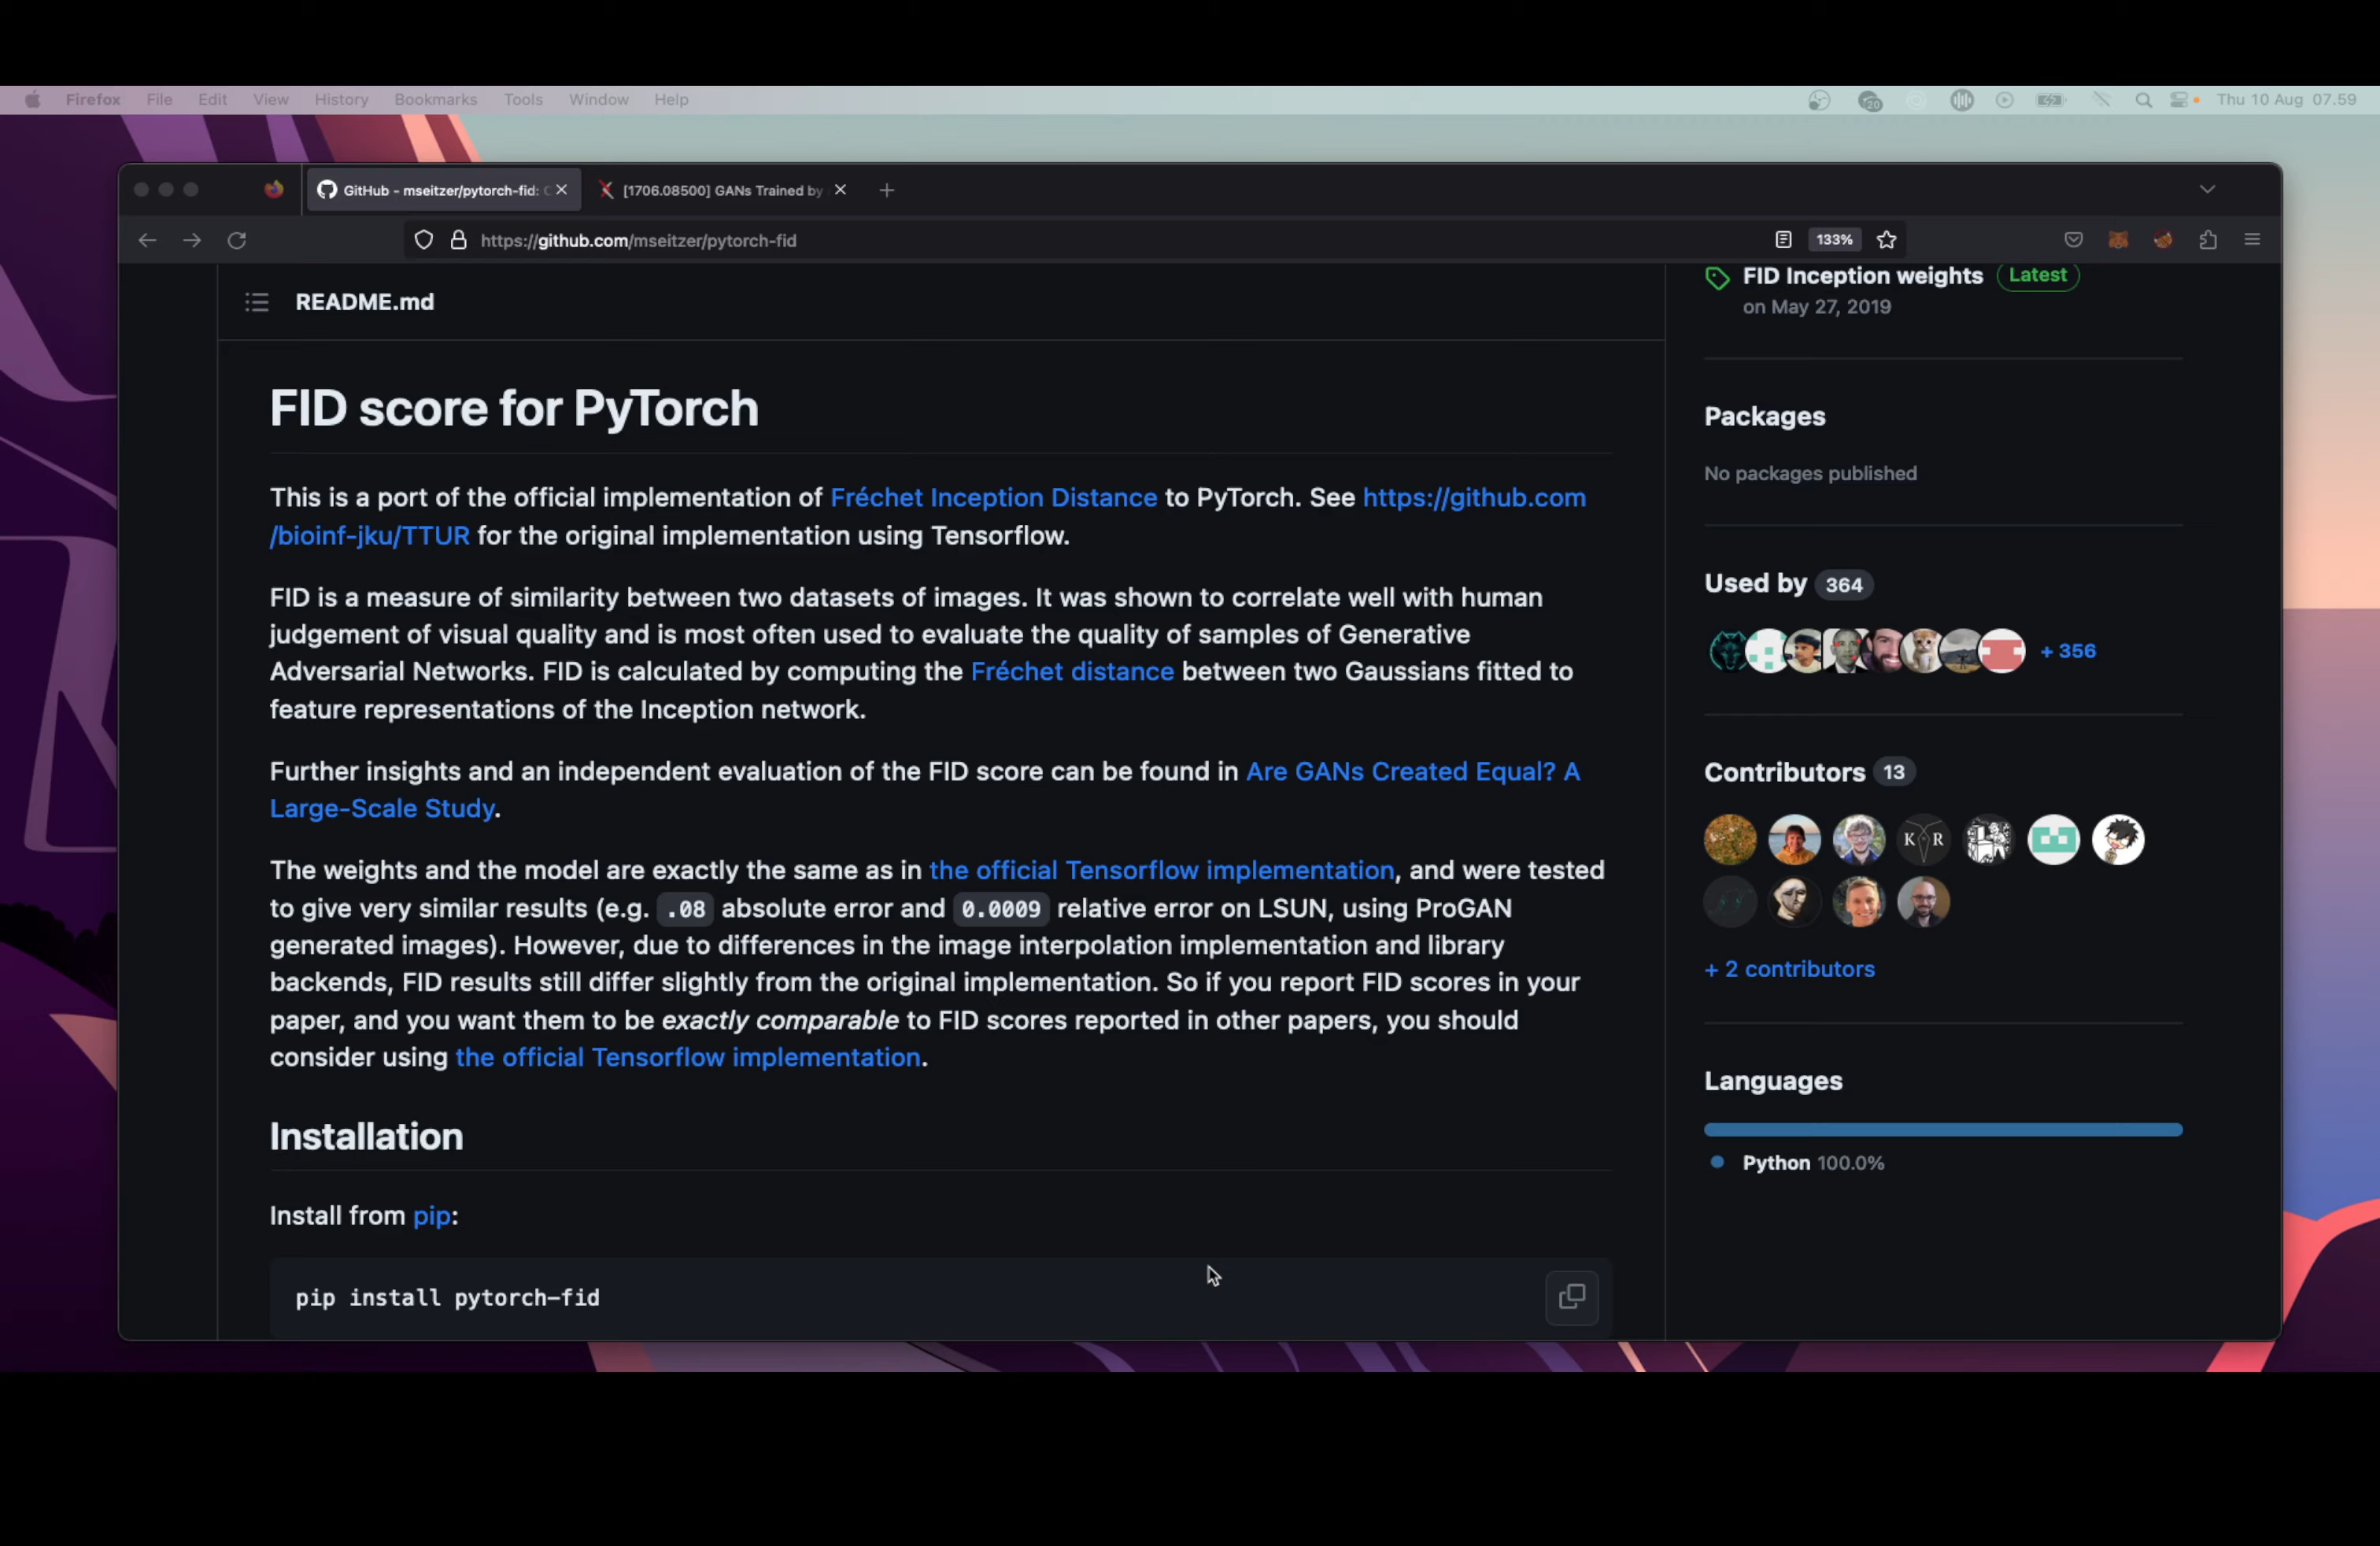 Firefox File Edit View History Bookmarks Tools Window Help
20
Thu 10 Aug 07.59
GitHub - mseitzer/pytorch-fid: C
[1706.08500] GANs Trained by
https://github.com/mseitzer/pytorch-fid
133%
README.md
FID score for PyTorch
This is a port of the official implementation of Fréchet Inception Distance to PyTorch. See https://github.com
/bioinf-jku/TTUR for the original implementation using Tensorflow.
FID is a measure of similarity between two datasets of images. It was shown to correlate well with human
judgement of visual quality and is most often used to evaluate the quality of samples of Generative
Adversarial Networks. FID is calculated by computing the Fréchet distance between two Gaussians fitted to
feature representations of the Inception network.
Further insights and an independent evaluation of the FID score can be found in Are GANs Created Equal? A
Large-Scale Study.
The weights and the model are exactly the same as in the official Tensorflow implementation, and were tested
to give very similar results (e.g. .08 absolute error and 0.0009 relative error on LSUN, using ProGAN
generated images). However, due to differences in the image interpolation implementation and library
backends, FID results still differ slightly from the original implementation. So if you report FID scores in your
paper, and you want them to be exactly comparable to FID scores reported in other papers, you should
consider using the official Tensorflow implementation.
Installation
Install from pip:
pip install pytorch-fid
FID Inception weights Latest
on May 27, 2019
Packages
No packages published
Used by 364
+ 356
Contributors 13
K R
+ 2 contributors
Languages
Python 100.0%